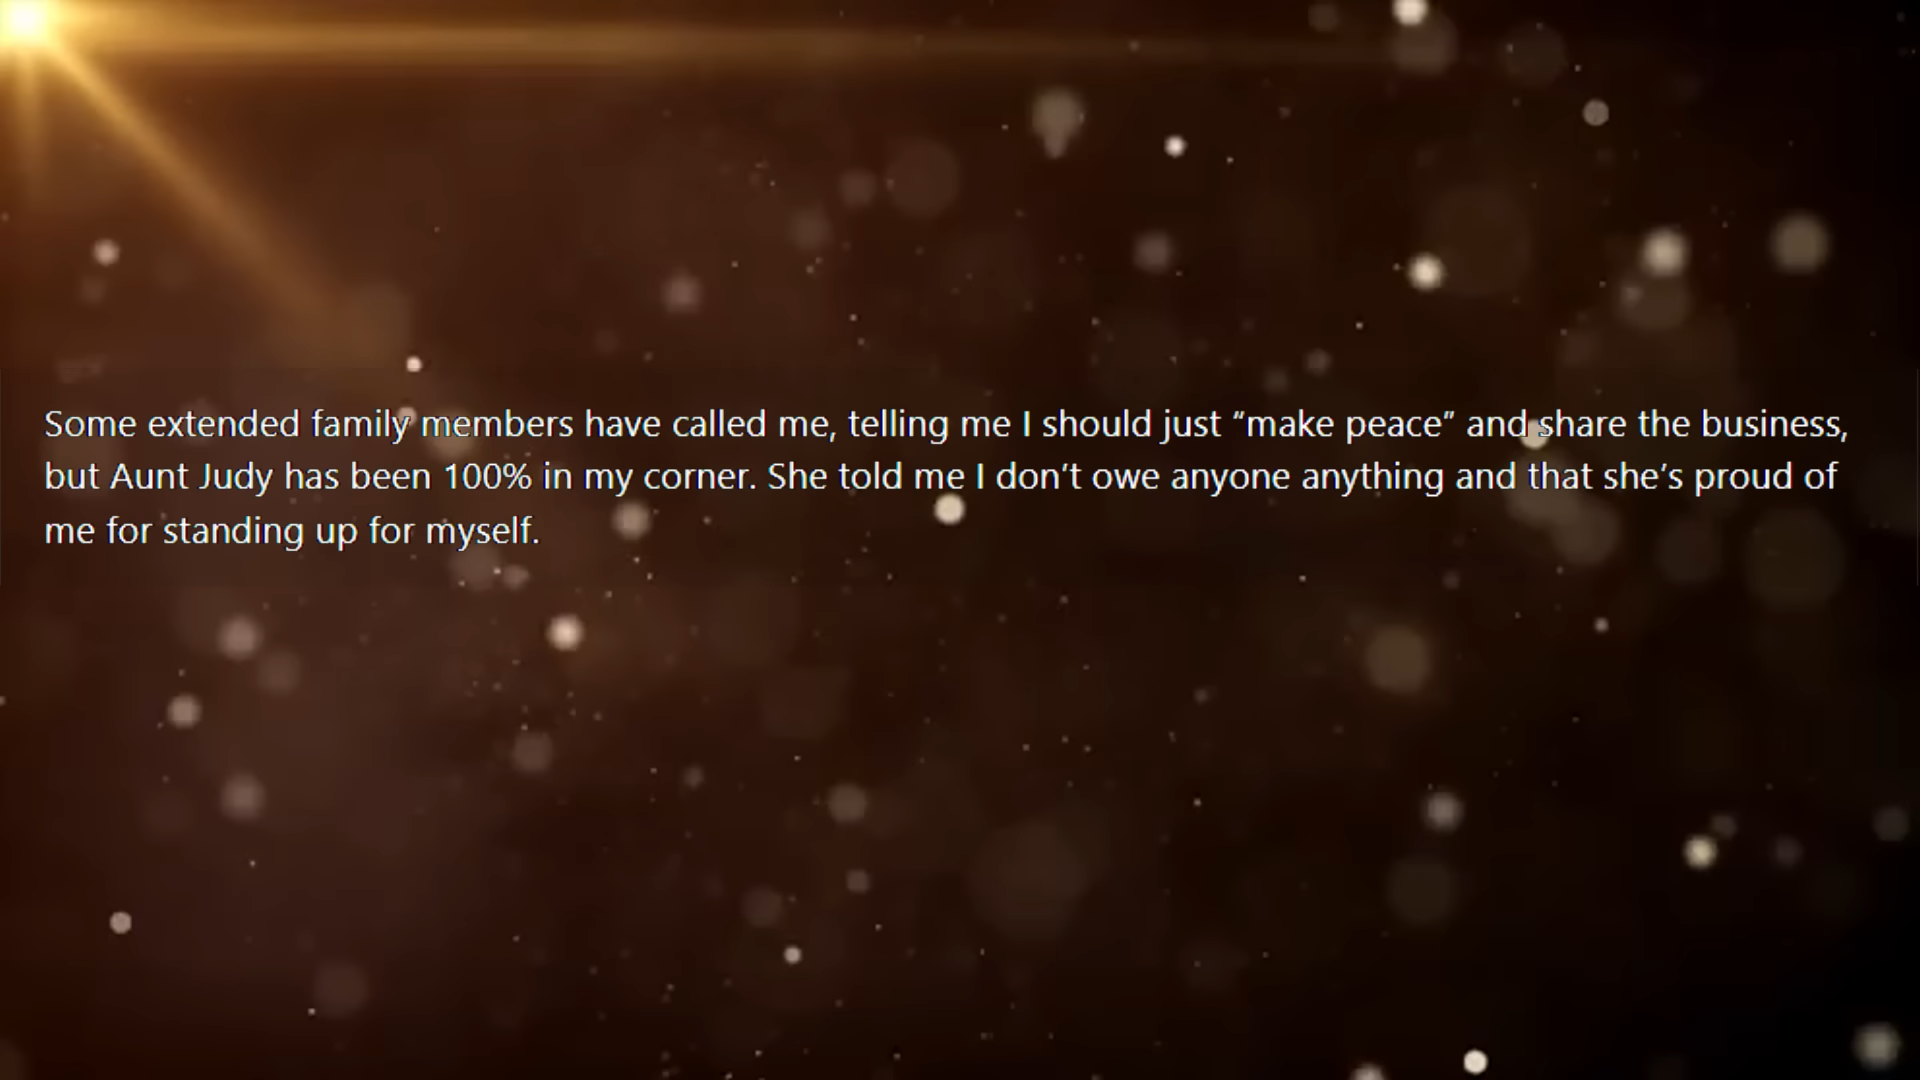 Some extended family members have called me, telling me I should just “make peace” and share the business,
but Aunt Judy has been 100% in my corner. She told me I don’t owe anyone anything and that she’s proud of
me for standing up for myself.